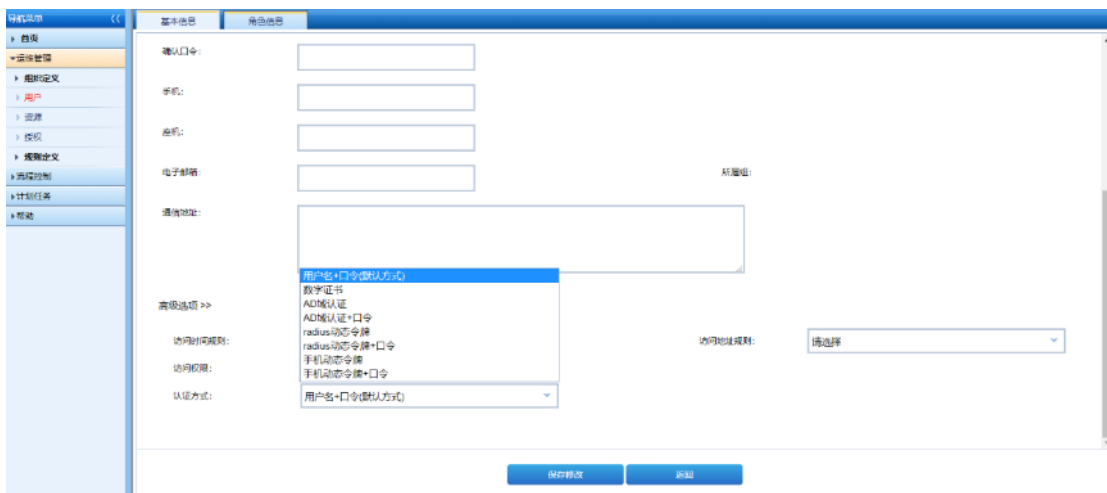 导航菜单
首页
运维管理
组织定义
用户
资源
授权
规则定义
流程控制
计划任务
帮助
基本信息 角色信息
确认口令:
手机:
座机:
电子邮箱: 所属组:
通信地址:
用户名+口令(默认方式)
数字证书
AD域认证
AD域认证+口令
radius动态令牌
radius动态令牌+口令
手机动态令牌
手机动态令牌+口令
高级选项 >>
访问时间规则: 访问地址规则: 请选择
访问权限:
认证方式: 用户名+口令(默认方式)
保存修改 返回